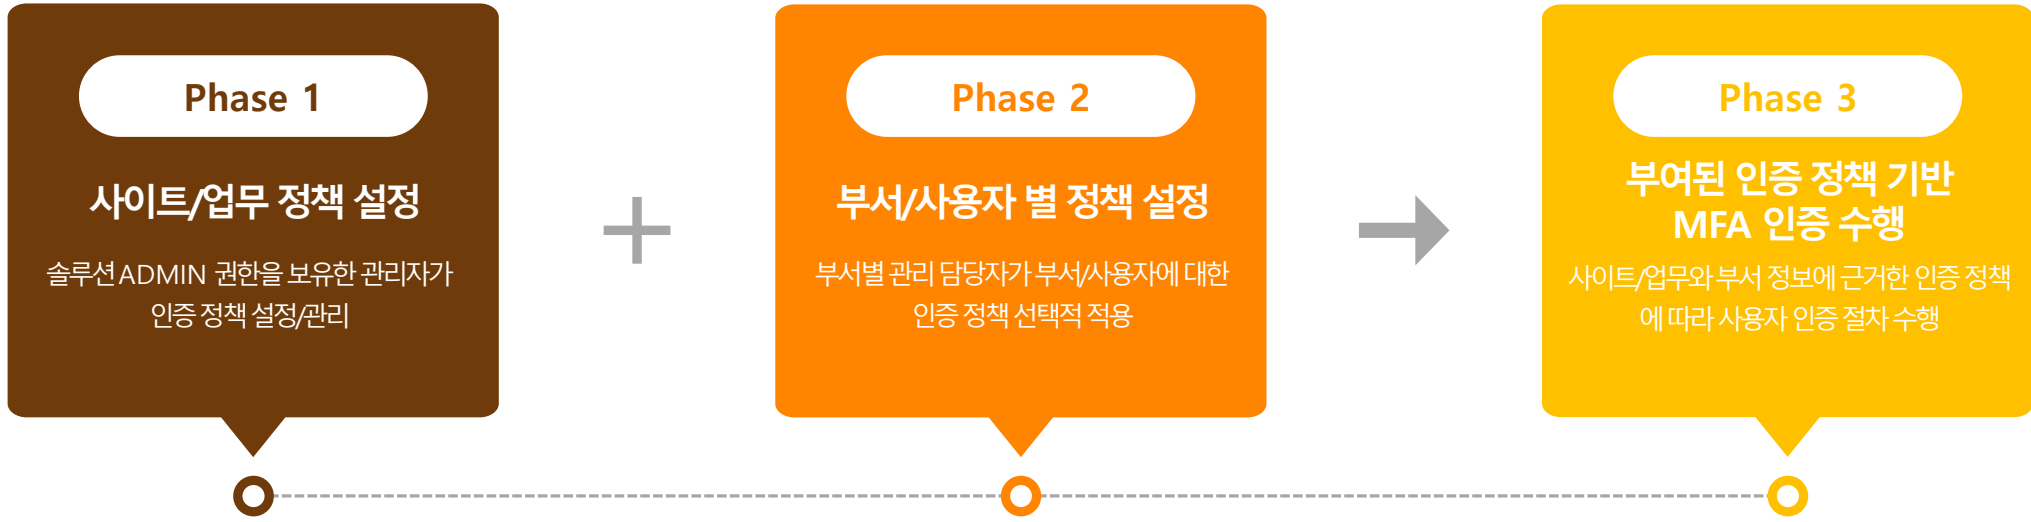 Phase 1
사이트/업무 정책 설정
솔루션 ADMIN 권한을 보유한 관리자가
인증 정책 설정/관리
Phase 2
부서/사용자 별 정책 설정
부서별 관리 담당자가 부서/사용자에 대한
인증 정책 선택적 적용
Phase 3
부여된 인증 정책 기반
MFA 인증 수행
사이트/업무와 부서 정보에 근거한 인증 정책
에 따라 사용자 인증 절차 수행